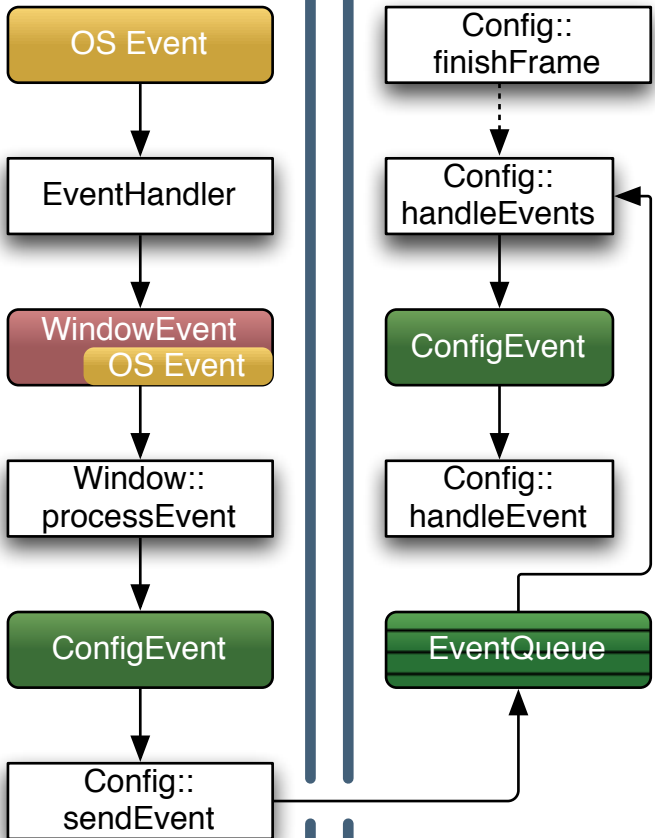 OS Event
EventHandler
WindowEvent
OS Event
Window::
processEvent
ConfigEvent
Config::
sendEvent
Config::
finishFrame
Config::
handleEvents
ConfigEvent
Config::
handleEvent
EventQueue